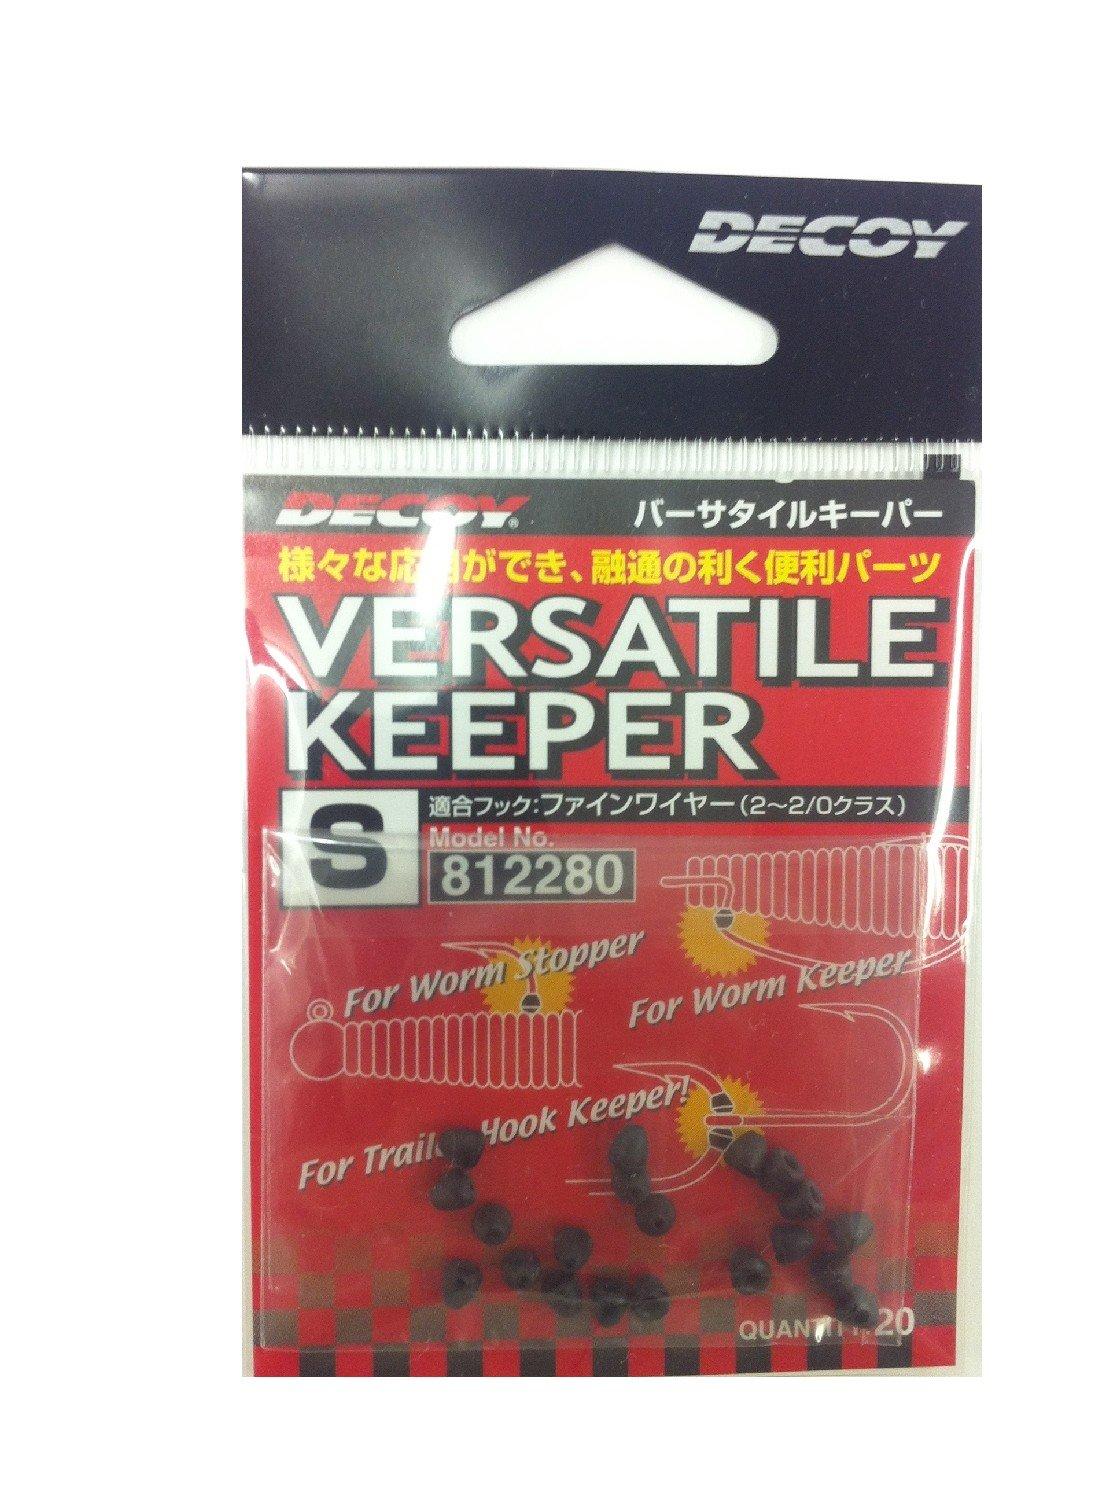 DECOY
DECOY® バーサタイルキーパー
様々な応用ができ、融通の利く便利パーツ
VERSATILE
KEEPER
S
適合フック:ファインワイヤー(2〜2/0クラス)
Model No.
812280
For Worm Stopper
For Worm Keeper
For Trailer Hook Keeper!
QUANTITY: 20